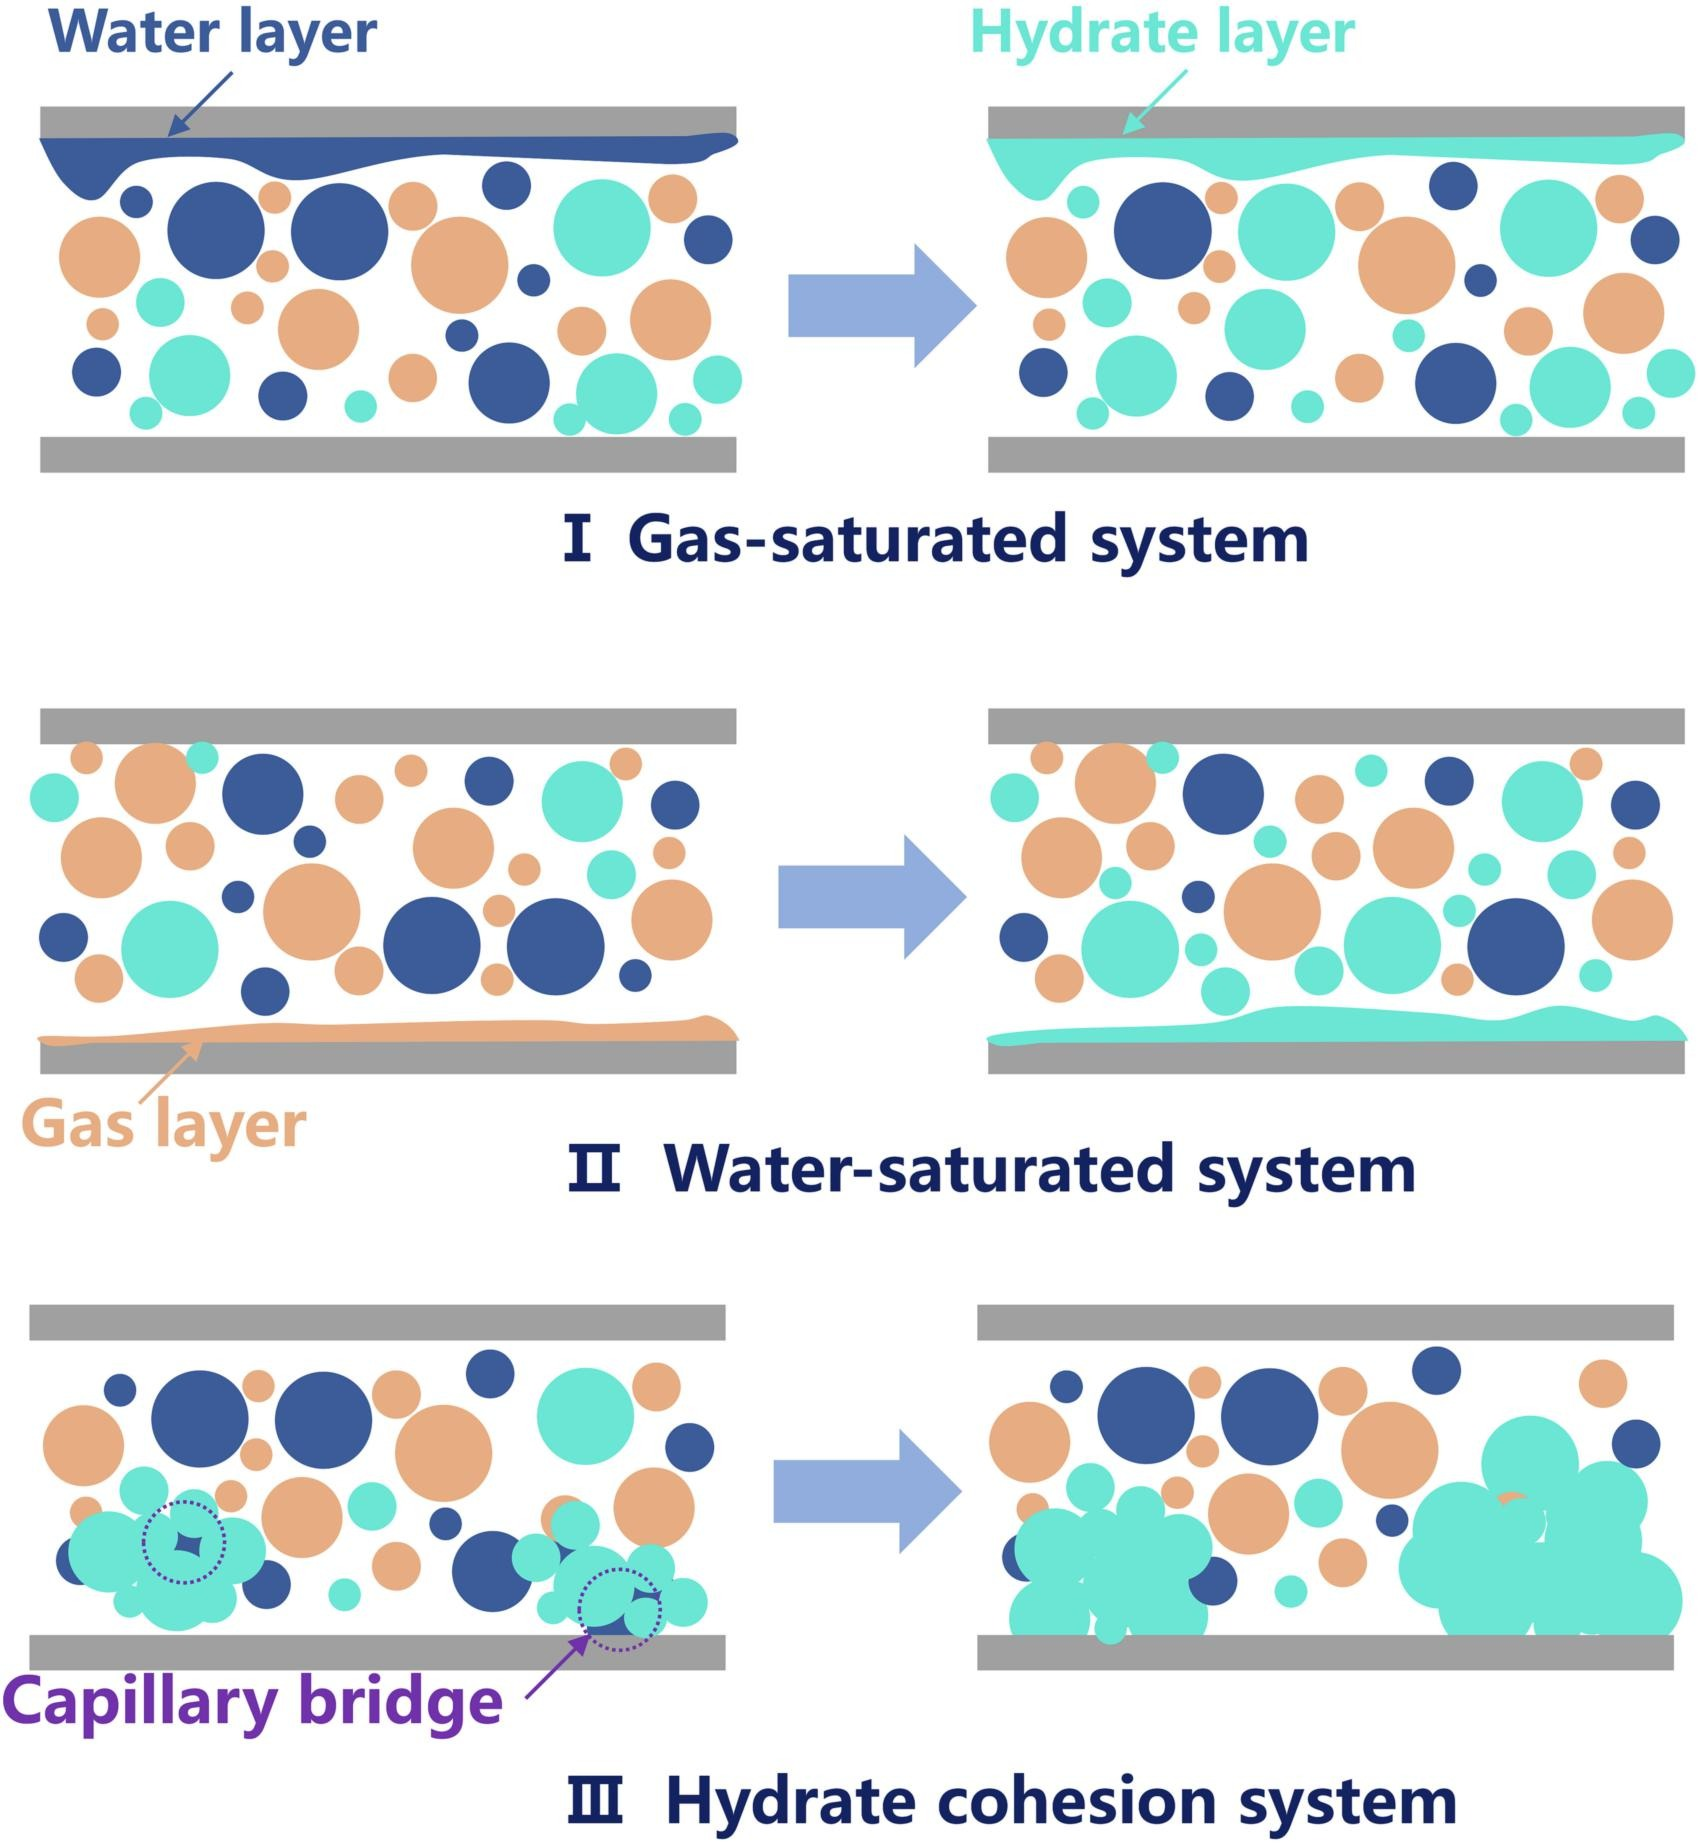 Water layer
Hydrate layer
Ⅰ Gas-saturated system
Gas layer
Ⅱ Water-saturated system
Capillary bridge
Ⅲ Hydrate cohesion system